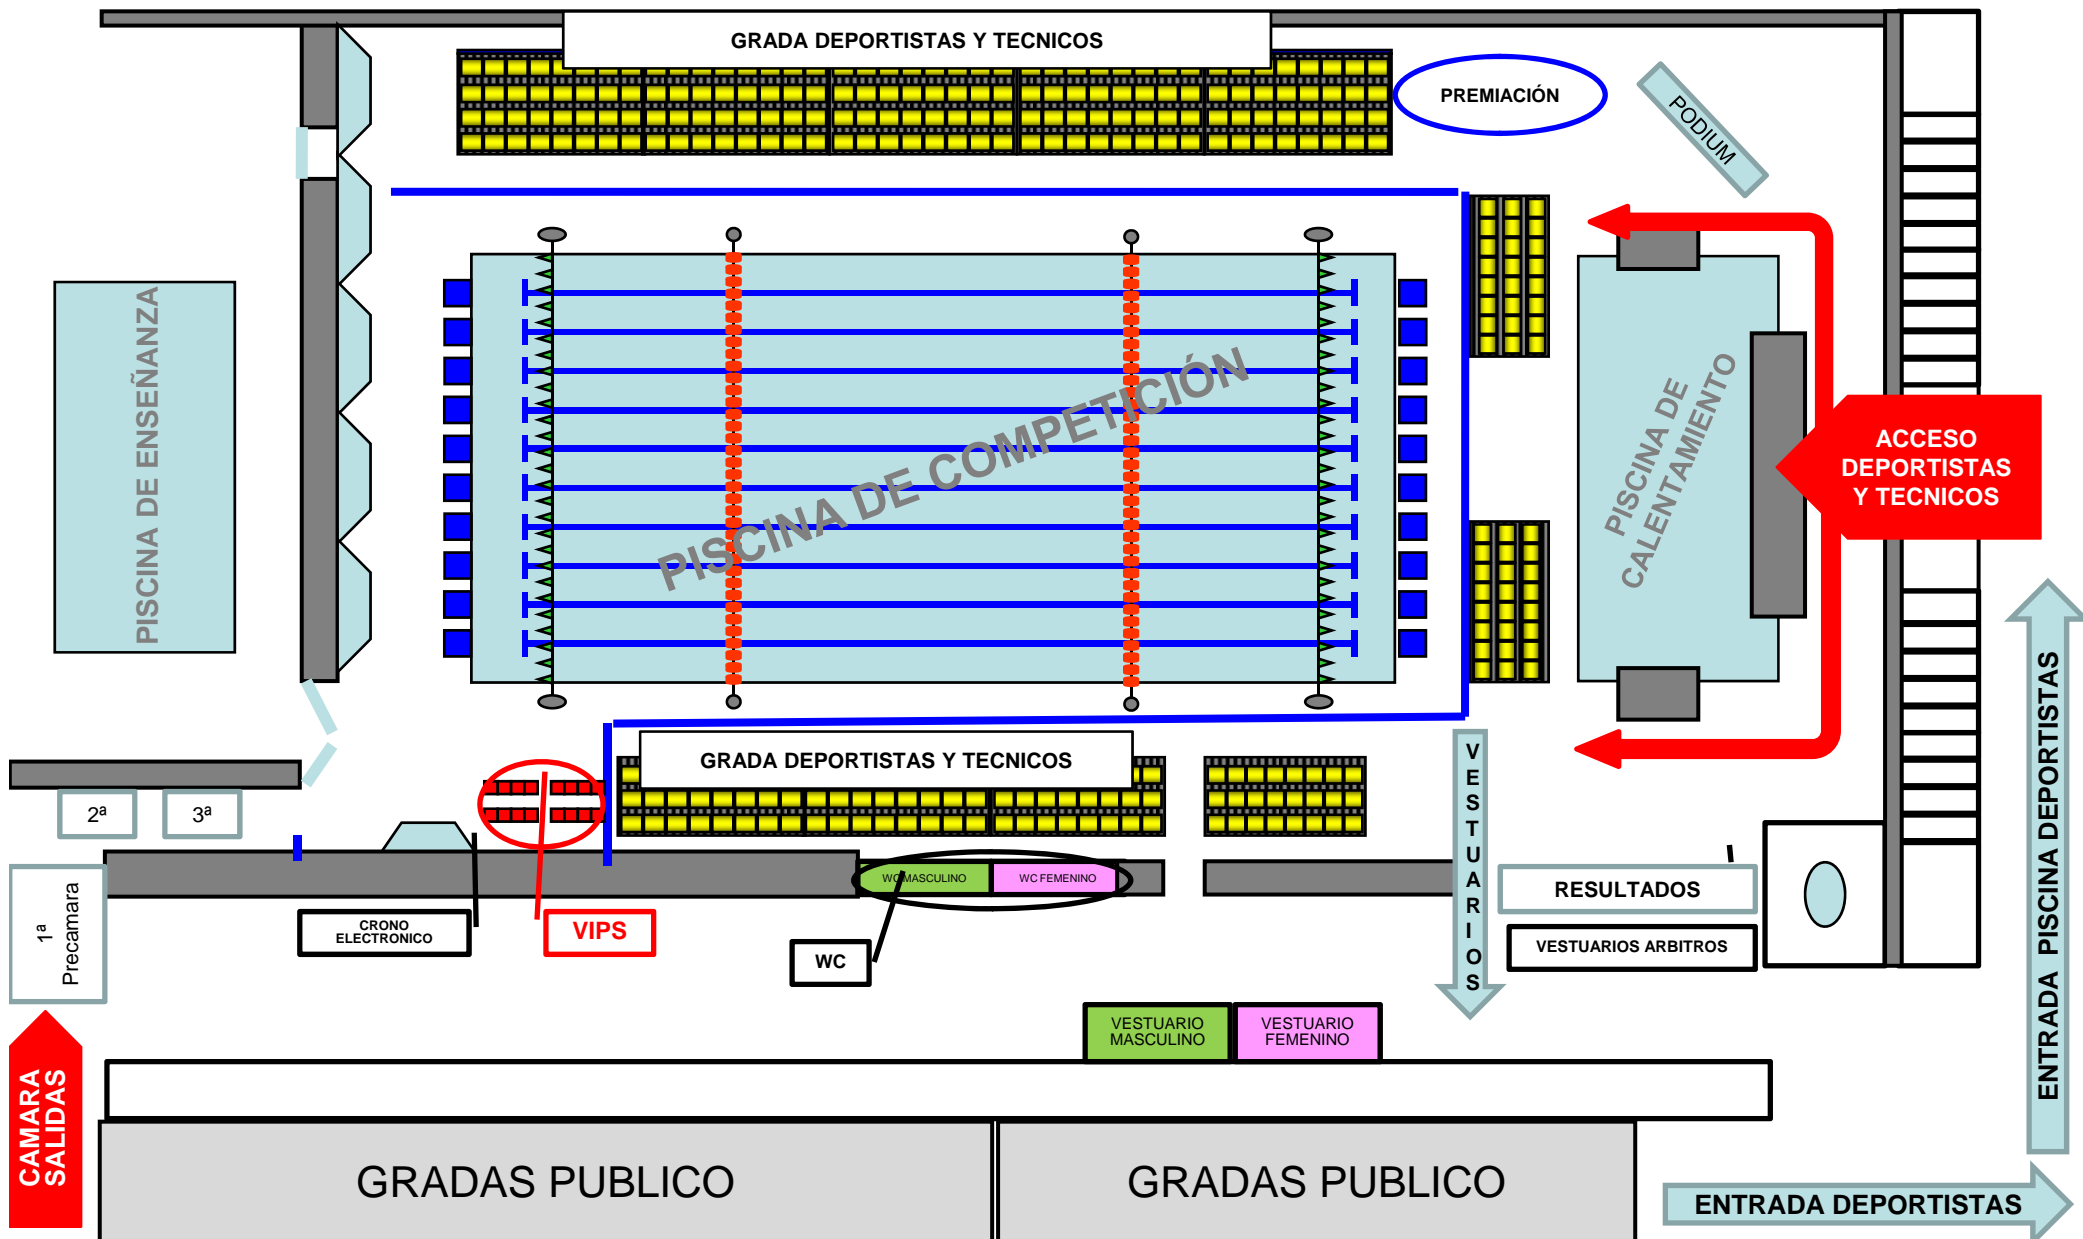 GRADA DEPORTISTAS Y TECNICOS
PREMIACIÓN
PODIUM
PISCINA DE ENSEÑANZA
PISCINA DE COMPETICIÓN
PISCINA DE
CALENTAMIENTO
ACCESO
DEPORTISTAS
Y TECNICOS
GRADA DEPORTISTAS Y TECNICOS
VESTUARIOS
ENTRADA PISCINA DEPORTISTAS
2ª
3ª
1ª
Precamara
WC MASCULINO
WC FEMENINO
CRONO
ELECTRONICO
VIPS
WC
RESULTADOS
VESTUARIOS ARBITROS
VESTUARIO
MASCULINO
VESTUARIO
FEMENINO
CAMARA
SALIDAS
GRADAS PUBLICO
GRADAS PUBLICO
ENTRADA DEPORTISTAS